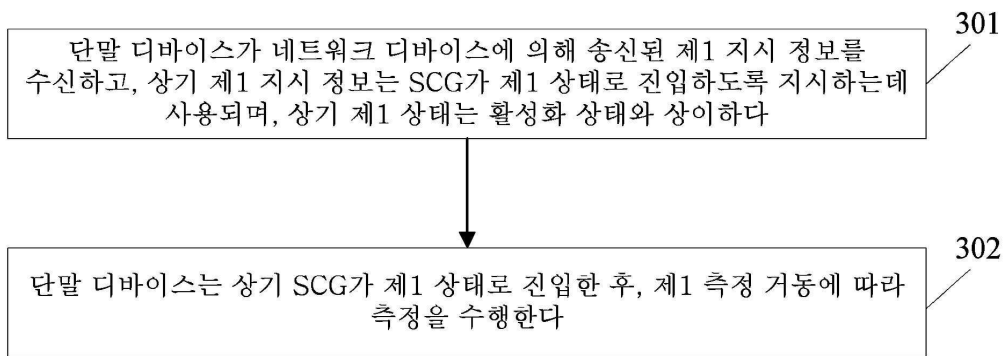 301
단말 디바이스가 네트워크 디바이스에 의해 송신된 제1 지시 정보를
수신하고, 상기 제1 지시 정보는 SCG가 제1 상태로 진입하도록 지시하는데
사용되며, 상기 제1 상태는 활성화 상태와 상이하다
302
단말 디바이스는 상기 SCG가 제1 상태로 진입한 후, 제1 측정 거동에 따라
측정을 수행한다